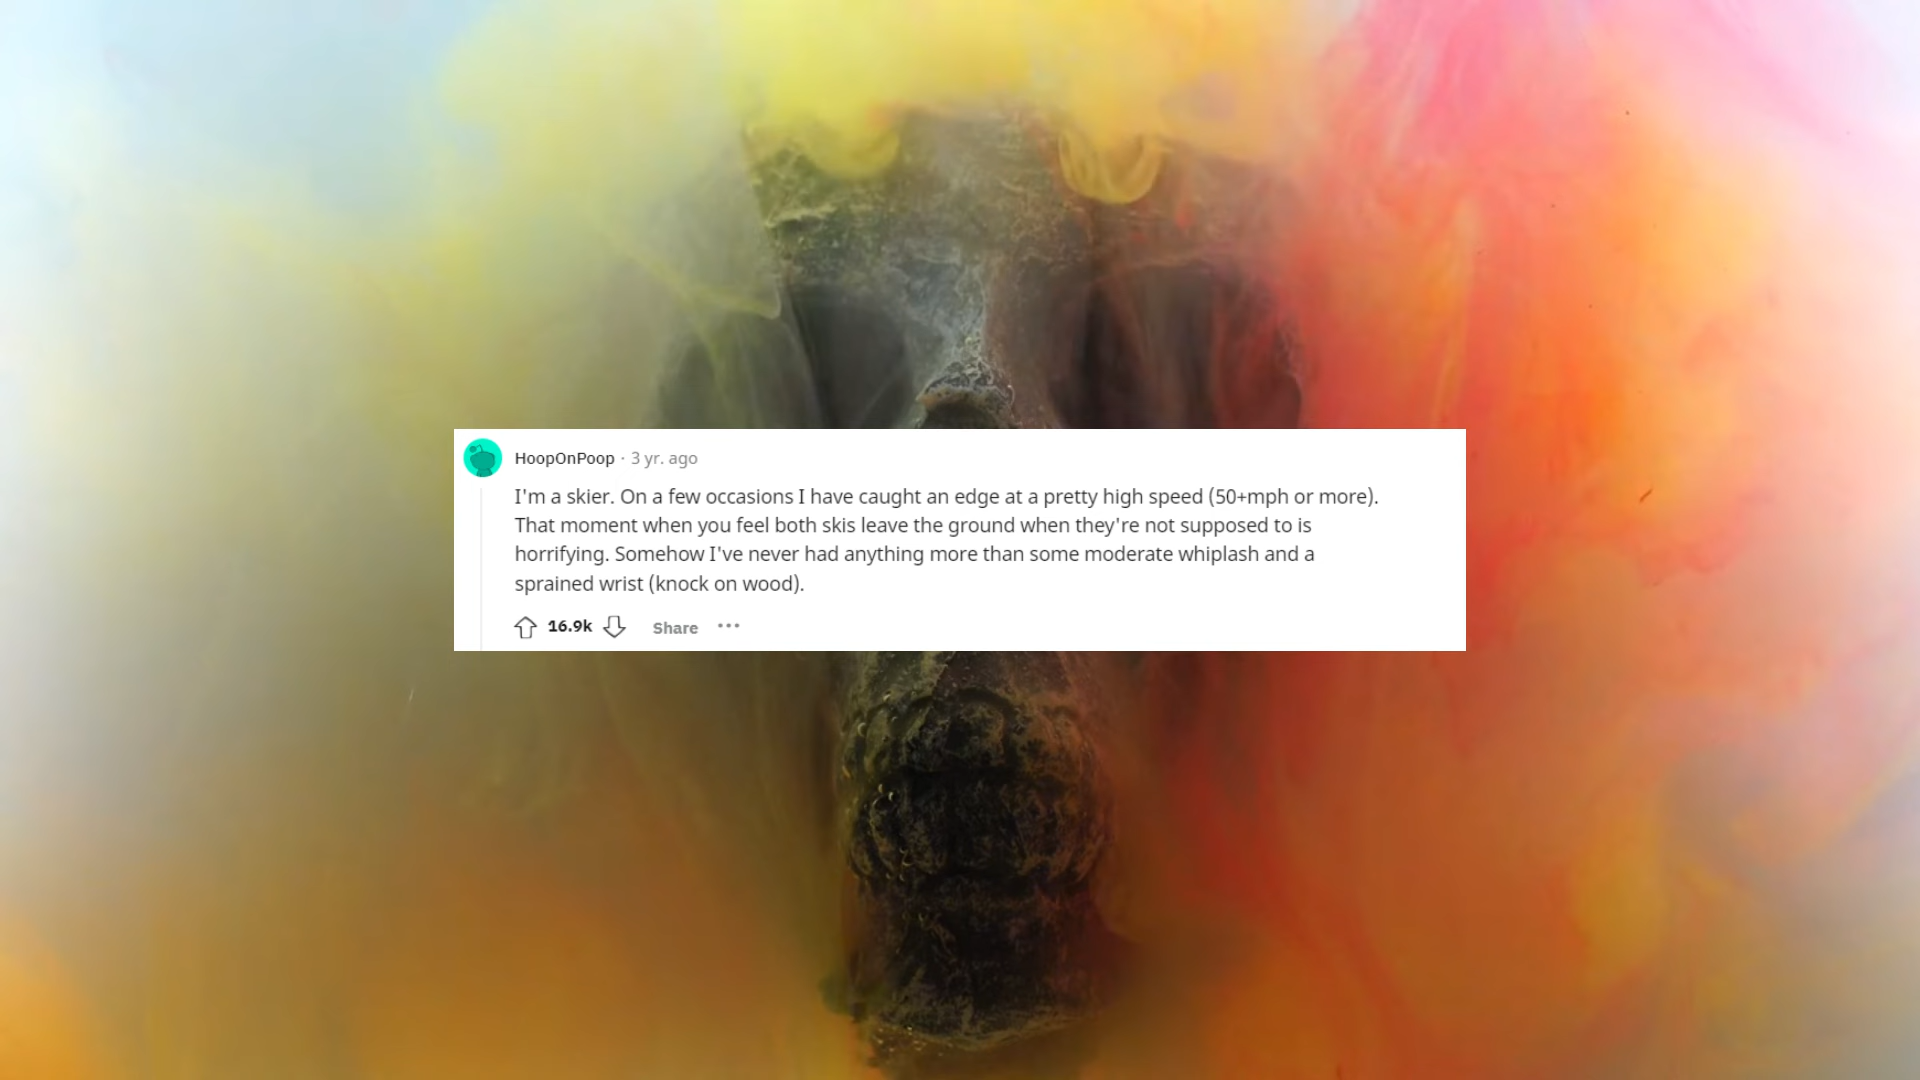 HoopOnPoop · 3 yr. ago
I'm a skier. On a few occasions I have caught an edge at a pretty high speed (50+mph or more).
That moment when you feel both skis leave the ground when they're not supposed to is
horrifying. Somehow I've never had anything more than some moderate whiplash and a
sprained wrist (knock on wood).
16.9k Share ···